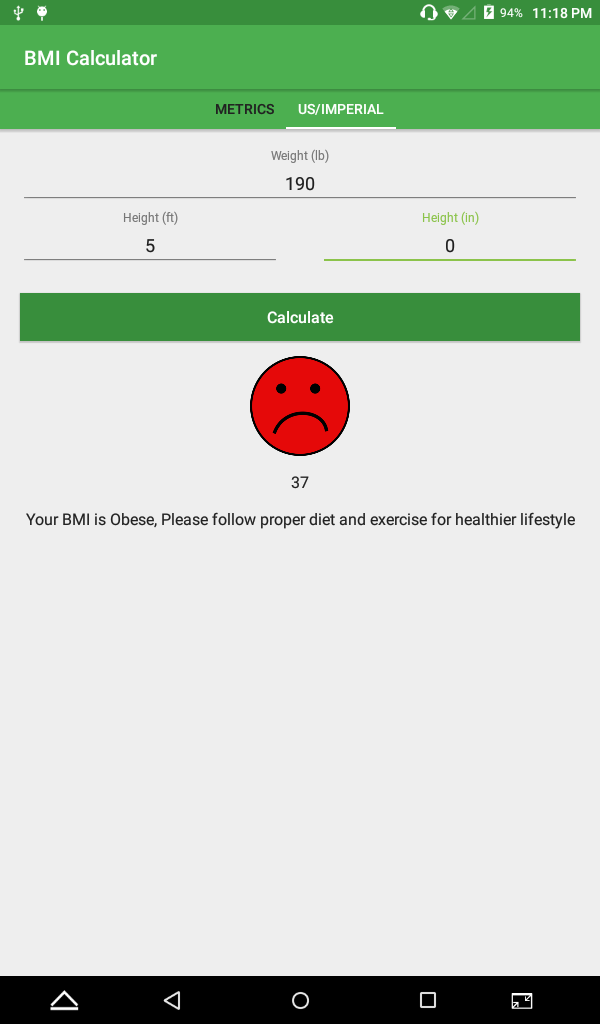 94% 11:18 PM
BMI Calculator
METRICS US/IMPERIAL
Weight (lb)
190
Height (ft) Height (in)
5 0
Calculate
37
Your BMI is Obese, Please follow proper diet and exercise for healthier lifestyle